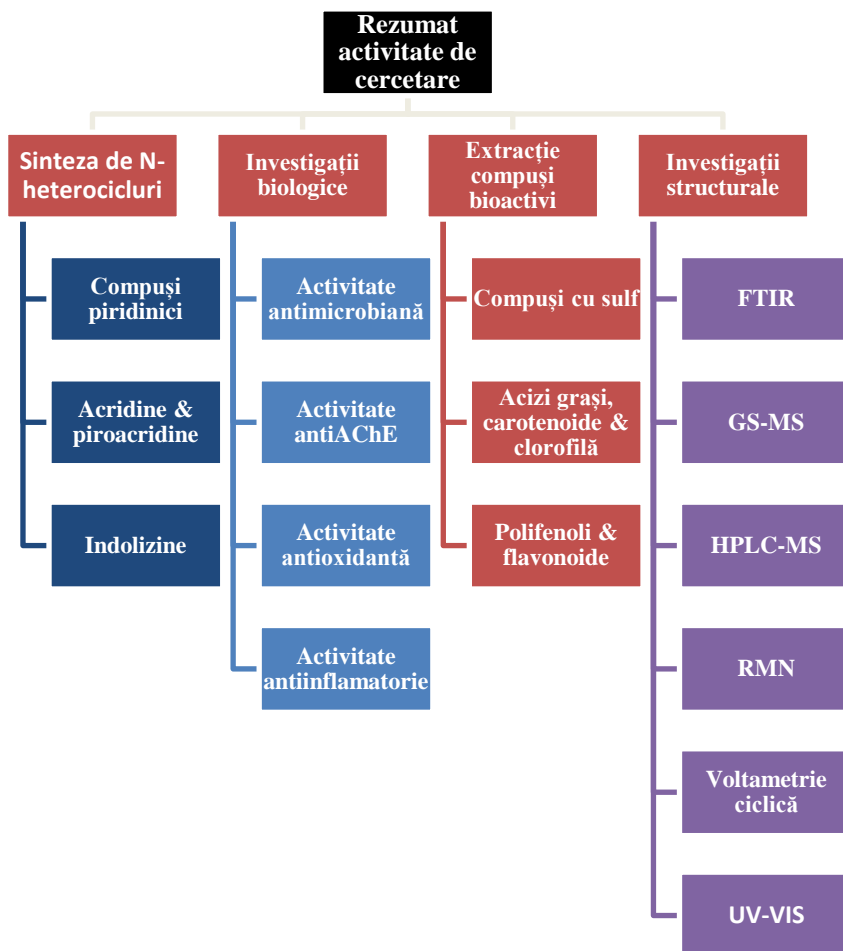 Rezumat
activitate de
cercetare
Sinteza de N-
heterocicluri
Compuși
piridinici
Acridine &
piroacridine
Indolizine
Investigații
biologice
Activitate
antimicrobiană
Activitate
antiAChE
Activitate
antioxidantă
Activitate
antiinflamatorie
Extracție
compuși
bioactivi
Compuși cu sulf
Acizi grași,
carotenoide &
clorofilă
Polifenoli &
flavonoide
Investigații
structurale
FTIR
GS-MS
HPLC-MS
RMN
Voltametrie
ciclică
UV-VIS